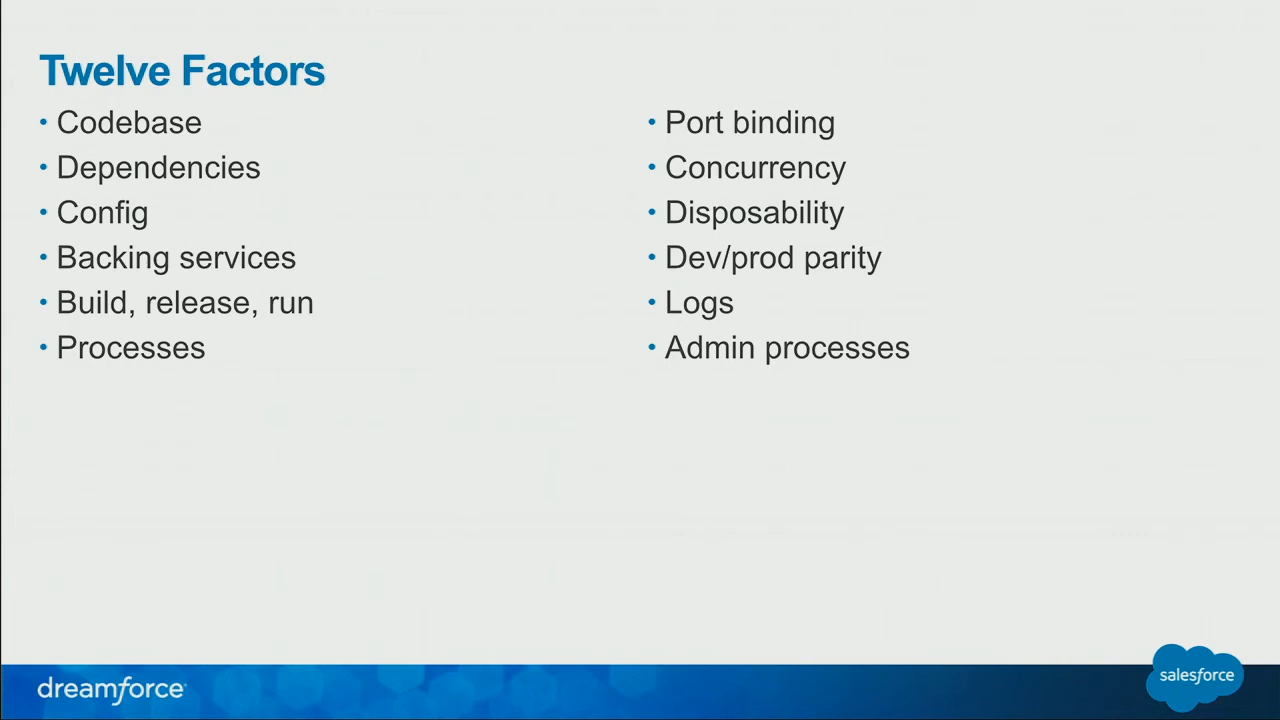 Twelve Factors
• Codebase
• Dependencies
• Config
• Backing services
• Build, release, run
• Processes
• Port binding
• Concurrency
• Disposability
• Dev/prod parity
• Logs
• Admin processes
dreamforce
salesforce